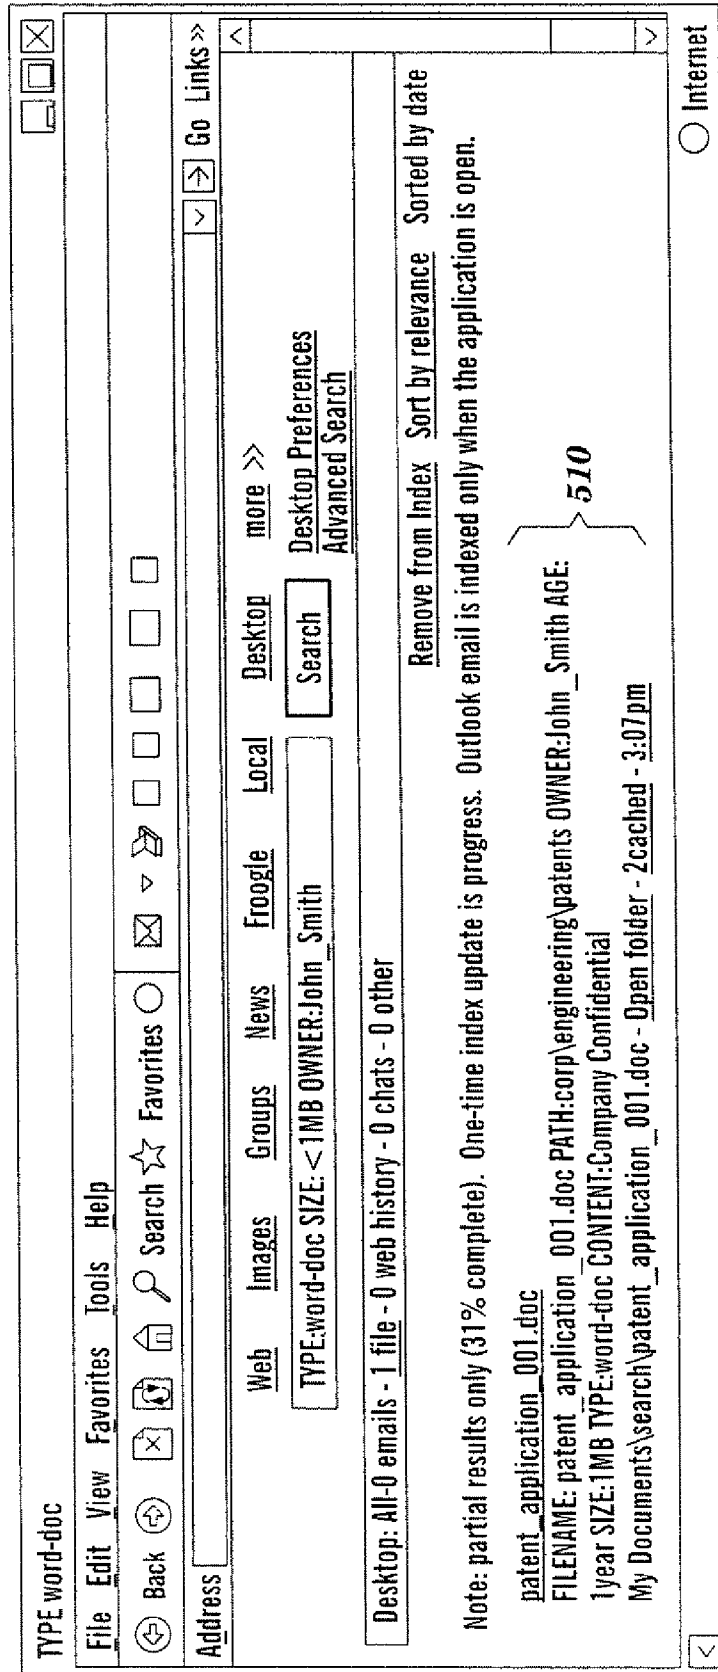 TYPE word-doc
File Edit View Favorites Tools Help
Back Search Favorites
Address Go Links >>
Web Images Groups News Froogle Local Desktop more >>
TYPE:word-doc SIZE:<1MB OWNER:John_Smith Search Desktop Preferences
Advanced Search
Desktop: All-0 emails - 1 file - 0 web history - 0 chats - 0 other
Remove from Index Sort by relevance Sorted by date
Note: partial results only (31% complete). One-time index update is progress. Outlook email is indexed only when the application is open.
patent_application_001.doc
FILENAME: patent_application_001.doc PATH:corp\engineering\patents OWNER:John_Smith AGE:
1year SIZE:1MB TYPE:word-doc CONTENT:Company Confidential
My Documents\search\patent_application_001.doc - Open folder - 2cached - 3:07pm
510
Internet